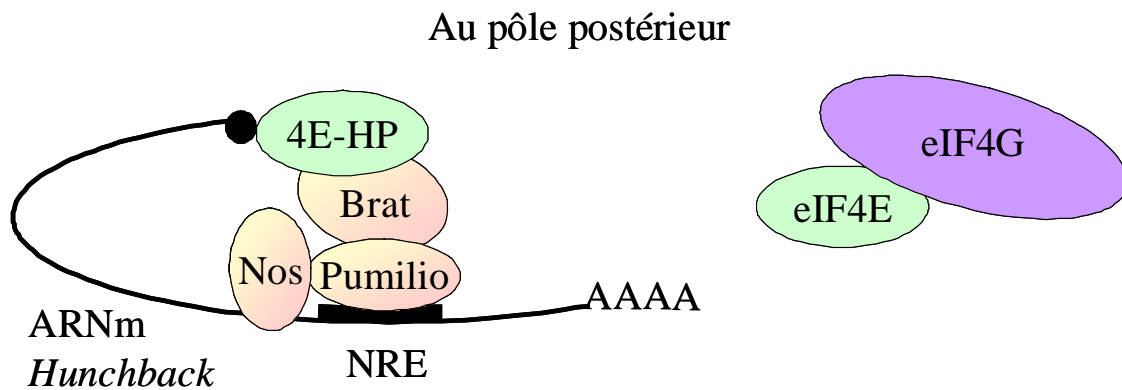 Au pôle postérieur
4E-HP
eIF4G
Brat
eIF4E
Nos
Pumilio
AAAA
ARNm
Hunchback
NRE